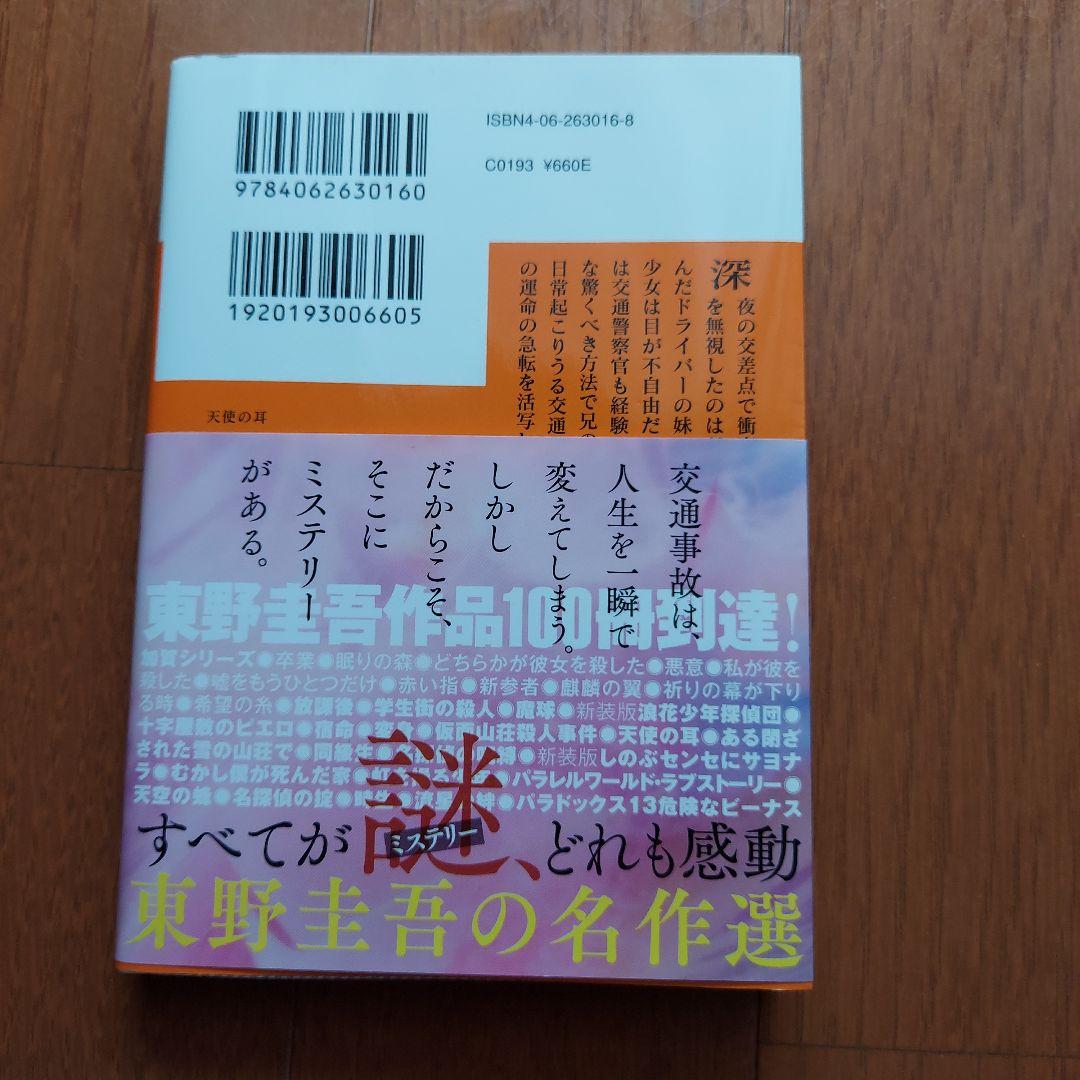 ISBN4-06-263016-8
C0193 ¥660E
9784062630160
1920193006605
深夜の交差点で衝
を無視したのは
んだドライバーの妹
少女は目が不自由だ
は交通警察官も経験
な驚くべき方法で兄の
日常起こりうる交通
の運命の急転を活写
天使の耳
交通事故は、
人生を一瞬で
変えてしまう。
しかし
だからこそ、
そこに
ミステリー
がある。
東野圭吾作品100冊到達!
加賀シリーズ●卒業●眠りの森●どちらかが彼女を殺した●悪意●私が彼を
殺した●嘘をもうひとつだけ●赤い指●新参者●麒麟の翼●祈りの幕が下り
る時●希望の糸●放課後●学生街の殺人●魔球●新装版浪花少年探偵団●
十字屋敷のピエロ●宿命●変身●仮面山荘殺人事件●天使の耳●ある閉ざ
された雪の山荘で●同級生●名探偵の呪縛●新装版しのぶセンセにサヨナ
ラ●むかし僕が死んだ家●パラレルワールド・ラブストーリー●
天空の蜂●名探偵の掟●パラドックス13危険なビーナス
すべてが謎、どれも感動
ミステリー
東野圭吾の名作選